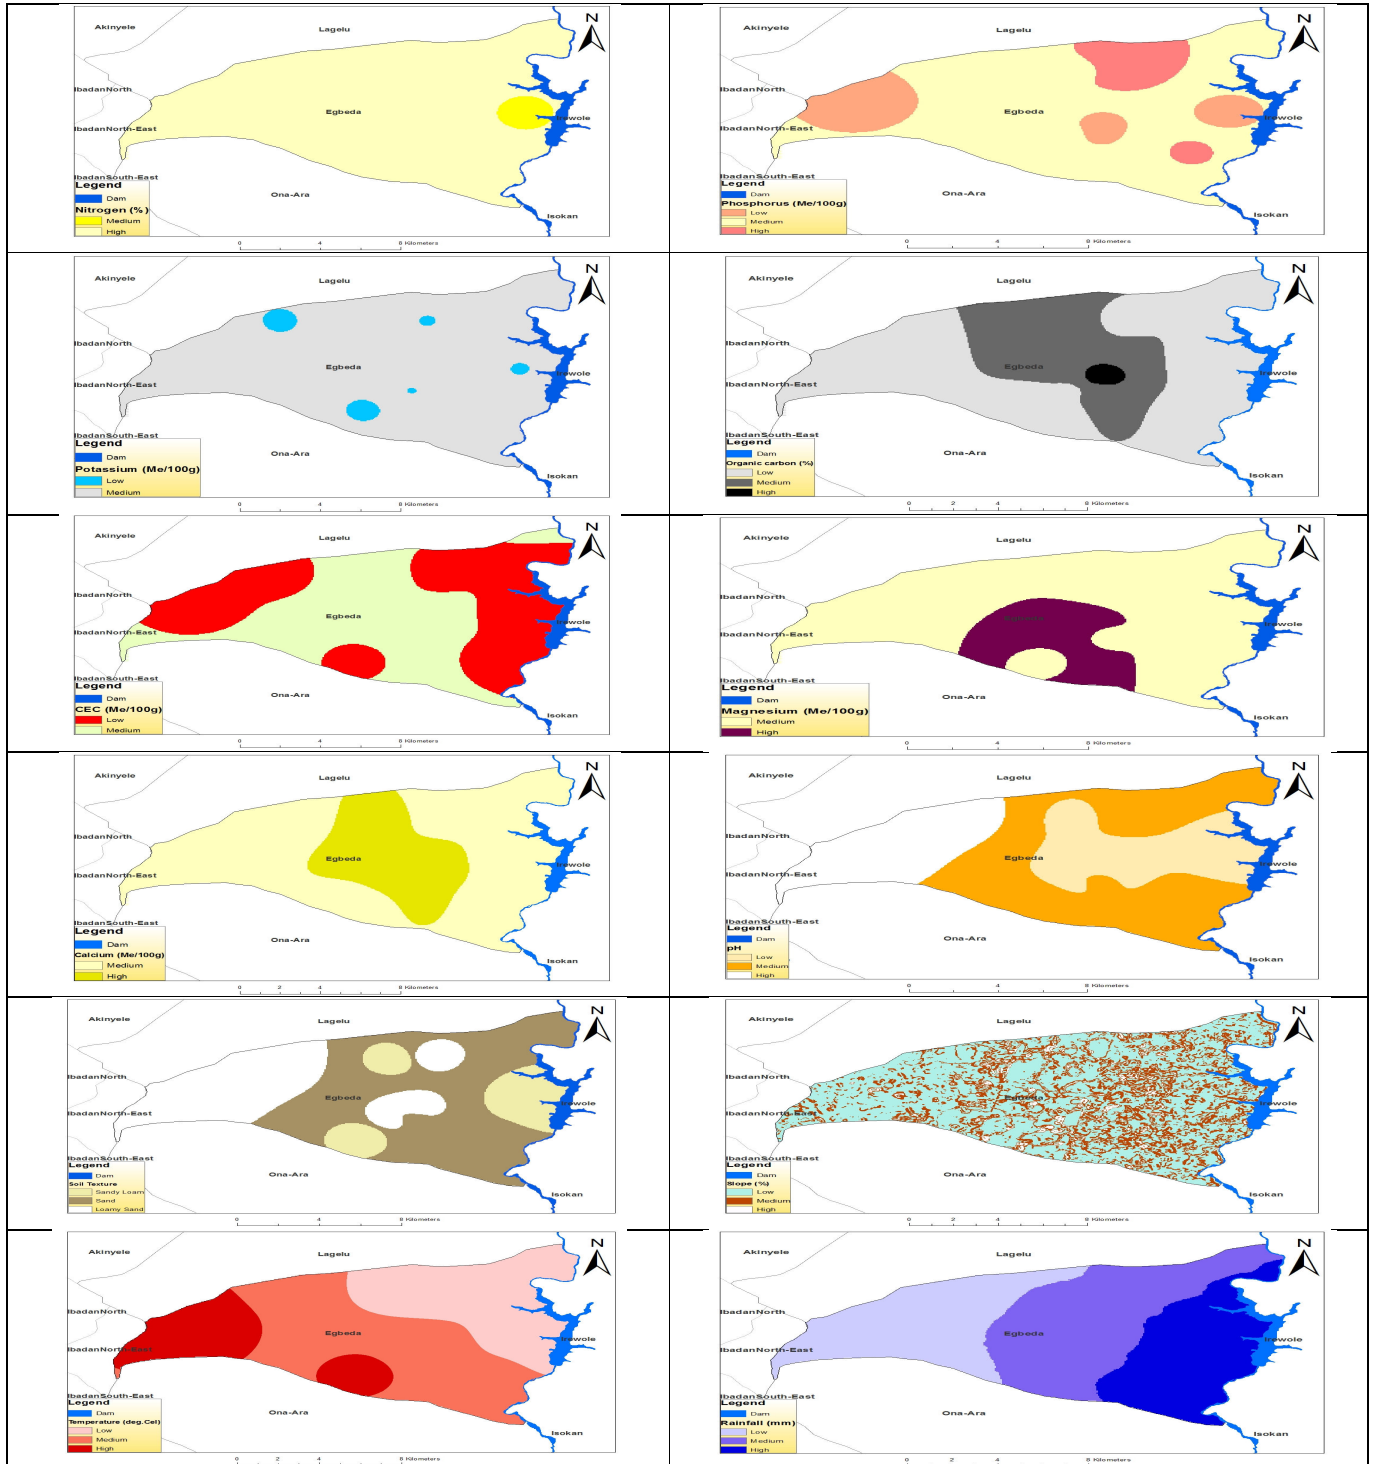 Akinyele
Lagelu
N
IbadanNorth
Egbeda
Irewole
IbadanNorth-East
IbadanSouth-East
Ona-Ara
Isokan
Legend
Dam
Nitrogen (%)
Medium
High
0 4 8 Kilometers
Akinyele
Lagelu
N
IbadanNorth
Egbeda
Irewole
IbadanNorth-East
IbadanSouth-East
Ona-Ara
Isokan
Legend
Dam
Phosphorus (Me/100g)
Low
Medium
High
0 4 8 Kilometers
Akinyele
Lagelu
N
IbadanNorth
Egbeda
Irewole
IbadanNorth-East
IbadanSouth-East
Ona-Ara
Isokan
Legend
Dam
Potassium (Me/100g)
Low
Medium
0 4 8 Kilometers
Akinyele
Lagelu
N
IbadanNorth
Egbeda
Irewole
IbadanNorth-East
IbadanSouth-East
Ona-Ara
Isokan
Legend
Dam
Organic carbon (%)
Low
Medium
High
0 2 4 8 Kilometers
Akinyele
Lagelu
N
IbadanNorth
Egbeda
Irewole
IbadanNorth-East
IbadanSouth-East
Ona-Ara
Isokan
Legend
Dam
CEC (Me/100g)
Low
Medium
0 2 4 8 Kilometers
Akinyele
Lagelu
N
IbadanNorth
Egbeda
Irewole
IbadanNorth-East
IbadanSouth-East
Ona-Ara
Isokan
Legend
Dam
Magnesium (Me/100g)
Medium
High
0 4 8 Kilometers
Akinyele
Lagelu
N
IbadanNorth
Egbeda
Irewole
IbadanNorth-East
IbadanSouth-East
Ona-Ara
Isokan
Legend
Dam
Calcium (Me/100g)
Medium
High
0 2 4 8 Kilometers
Akinyele
Lagelu
N
IbadanNorth
Egbeda
Irewole
IbadanNorth-East
IbadanSouth-East
Ona-Ara
Isokan
Legend
Dam
pH
Low
Medium
High
0 2 4 8 Kilometers
Akinyele
Lagelu
N
IbadanNorth
Egbeda
Irewole
IbadanNorth-East
IbadanSouth-East
Ona-Ara
Isokan
Legend
Dam
Soil Texture
Sandy Loam
Sand
Loamy Sand
0 4 8 Kilometers
Akinyele
Lagelu
N
IbadanNorth
Egbeda
Irewole
IbadanNorth-East
IbadanSouth-East
Ona-Ara
Isokan
Legend
Dam
Slope (%)
Low
Medium
High
0 2 4 8 Kilometers
Akinyele
Lagelu
N
IbadanNorth
Egbeda
Irewole
IbadanNorth-East
IbadanSouth-East
Ona-Ara
Isokan
Legend
Dam
Temperature (deg.Cel)
Low
Medium
High
Akinyele
Lagelu
N
IbadanNorth
Egbeda
Irewole
IbadanNorth-East
IbadanSouth-East
Ona-Ara
Isokan
Legend
Dam
Rainfall (mm)
Low
Medium
High